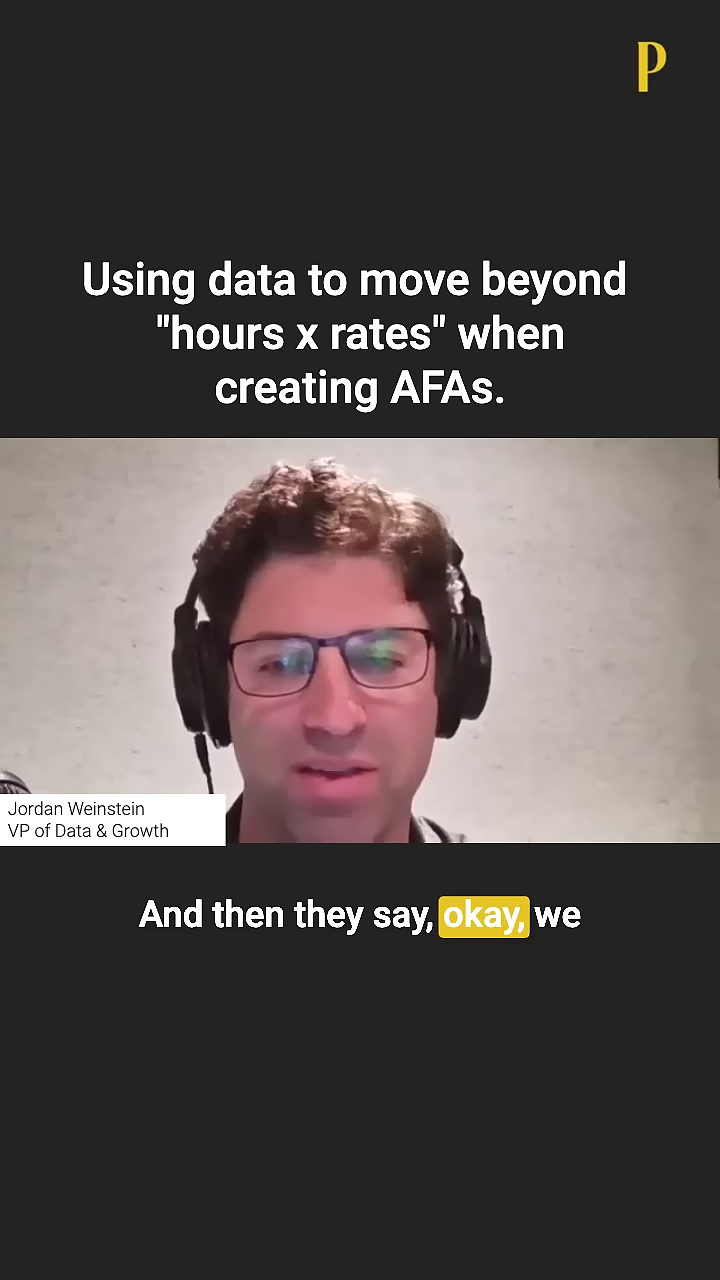 P
Using data to move beyond
"hours x rates" when
creating AFAs.
Jordan Weinstein
VP of Data & Growth
And then they say, okay, we